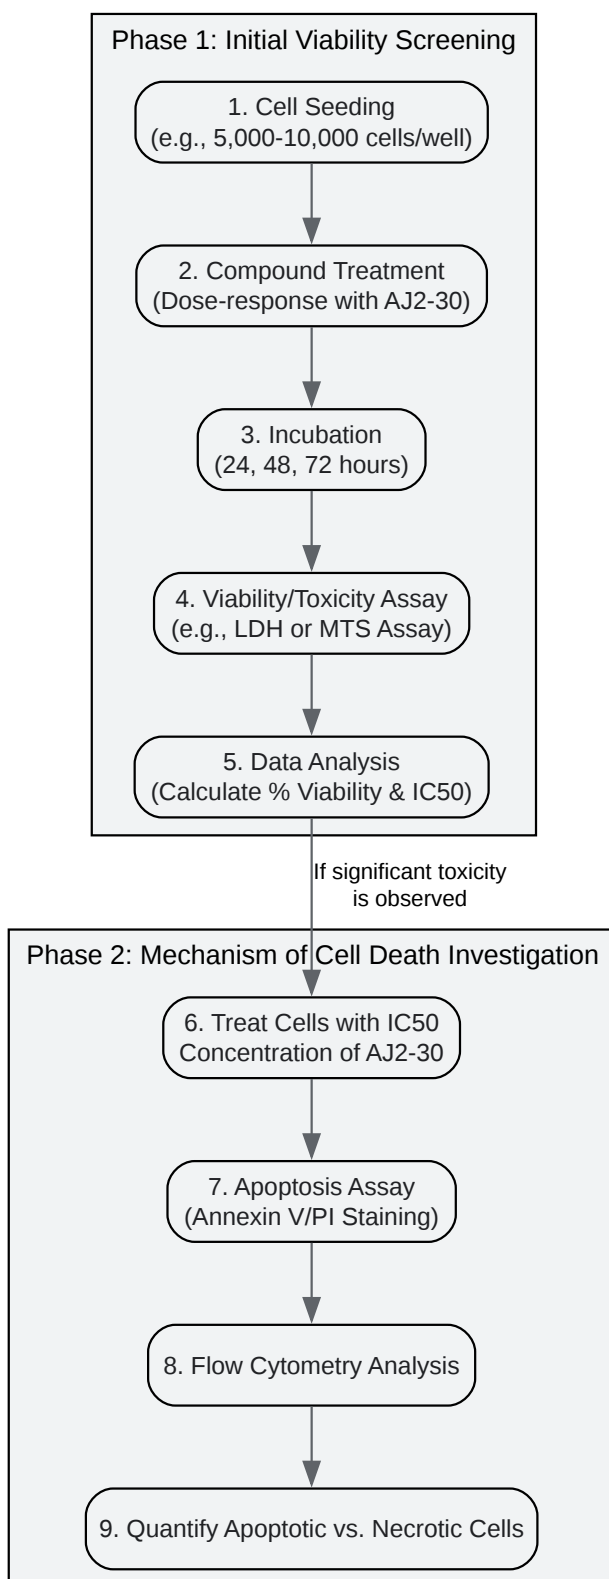 Phase 1: Initial Viability Screening
1. Cell Seeding
(e.g., 5,000-10,000 cells/well)
2. Compound Treatment
(Dose-response with AJ2-30)
3. Incubation
(24, 48, 72 hours)
4. Viability/Toxicity Assay
(e.g., LDH or MTS Assay)
5. Data Analysis
(Calculate % Viability & IC50)
If significant toxicity
is observed
Phase 2: Mechanism of Cell Death Investigation
6. Treat Cells with IC50
Concentration of AJ2-30
7. Apoptosis Assay
(Annexin V/PI Staining)
8. Flow Cytometry Analysis
9. Quantify Apoptotic vs. Necrotic Cells